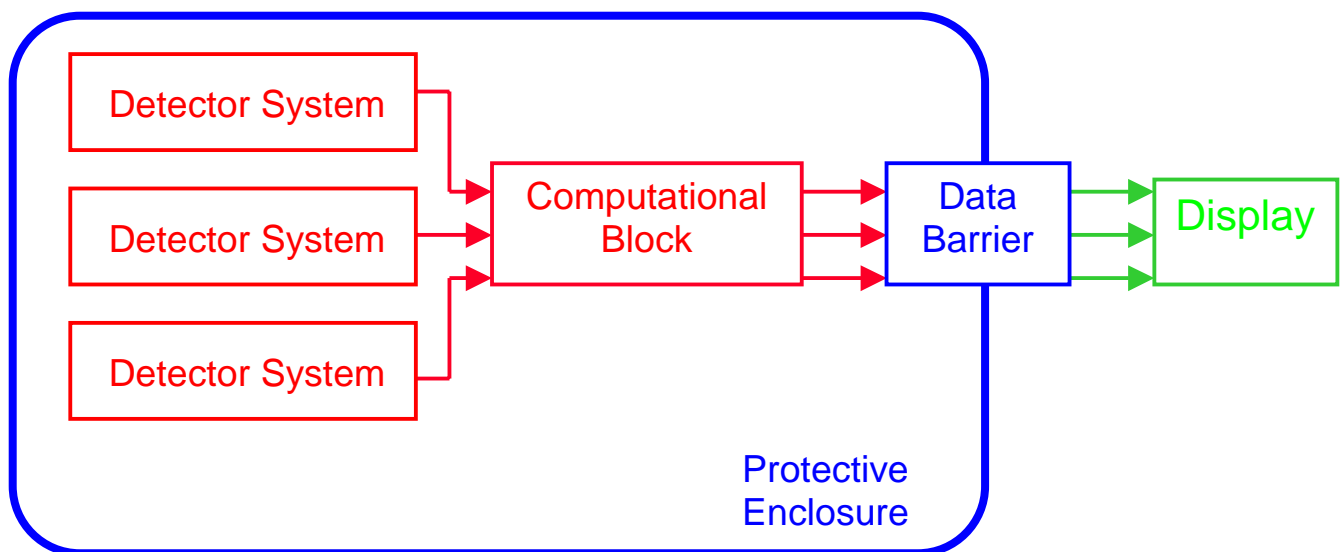 Detector System
Detector System
Detector System
Computational
Block
Data
Barrier
Display
Protective
Enclosure